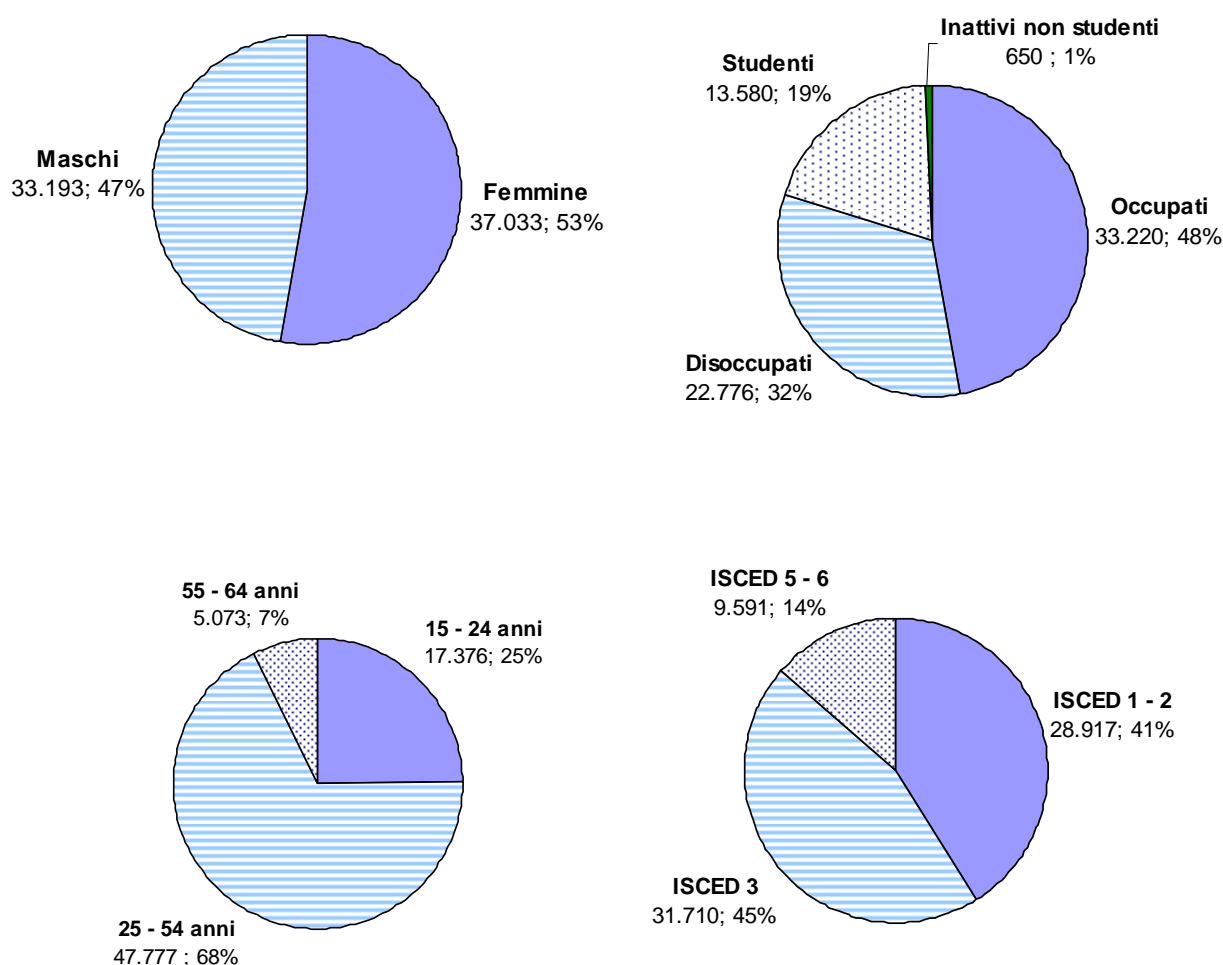 Maschi
33.193; 47%
Femmine
37.033; 53%
Inattivi non studenti
650 ; 1%
Studenti
13.580; 19%
Occupati
33.220; 48%
Disoccupati
22.776; 32%
55 - 64 anni
5.073; 7%
15 - 24 anni
17.376; 25%
25 - 54 anni
47.777 ; 68%
ISCED 5 - 6
9.591; 14%
ISCED 1 - 2
28.917; 41%
ISCED 3
31.710; 45%